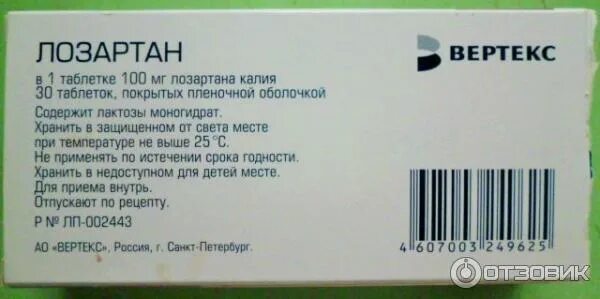 ЛОЗАРТАН
ВЕРТЕКС
в 1 таблетке 100 мг лозартана калия
30 таблеток, покрытых пленочной оболочкой
Содержит лактозы моногидрат.
Хранить в защищенном от света месте
при температуре не выше 25 °С.
Не применять по истечении срока годности.
Хранить в недоступном для детей месте.
Для приема внутрь.
Отпускают по рецепту.
Р № ЛП-002443
АО «ВЕРТЕКС», Россия, г. Санкт-Петербург.
4 607003 249625
ОТЗОВИК